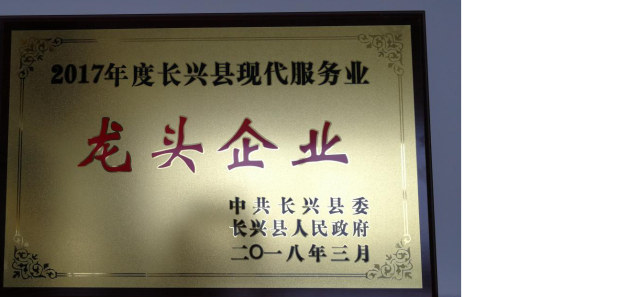 2017年度长兴县现代服务业
龙头企业
中共长兴县委
长兴县人民政府
二〇一八年三月